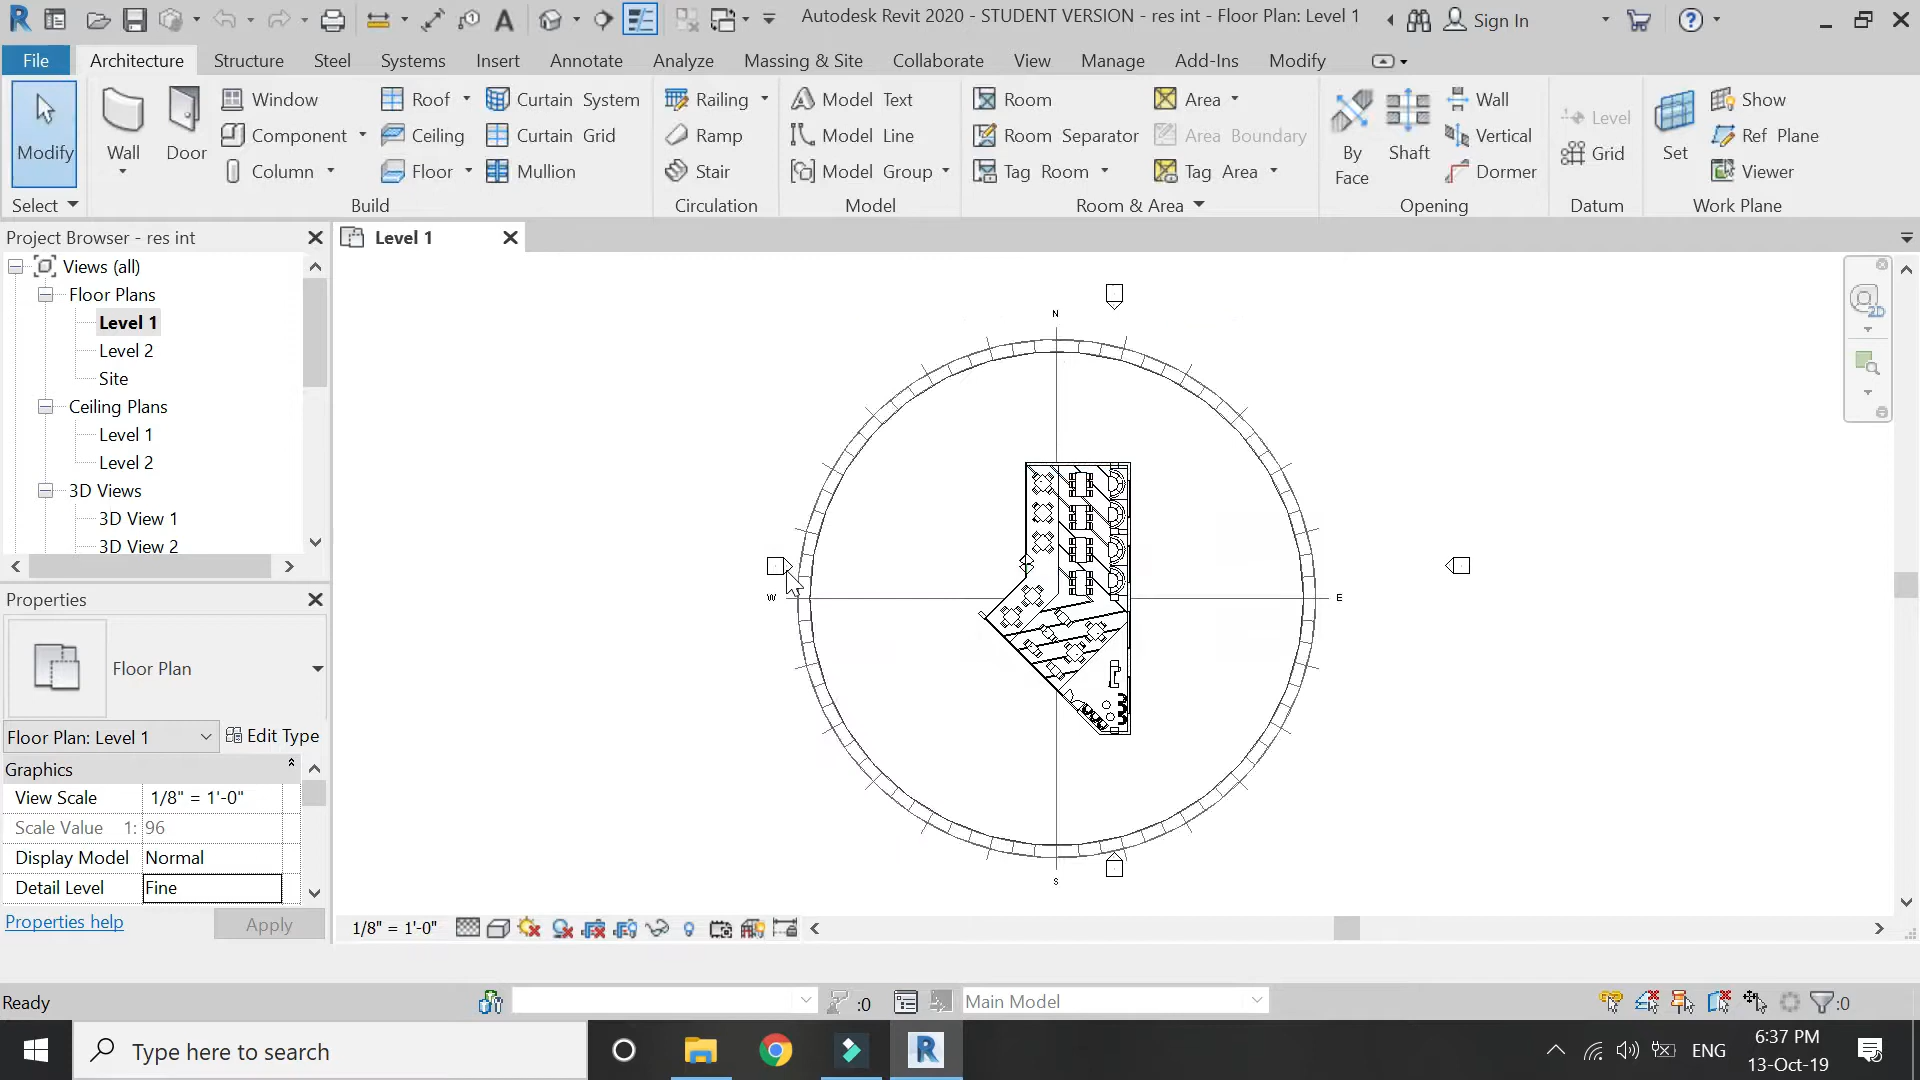 Autodesk Revit 2020 - STUDENT VERSION - res int - Floor Plan: Level 1
Sign In
File Architecture Structure Steel Systems Insert Annotate Analyze Massing & Site Collaborate View Manage Add-Ins Modify
Window Roof Curtain System Railing Model Text Room Area Wall Show
Component Ceiling Curtain Grid Ramp Model Line Room Separator Area Boundary Vertical Level Ref Plane
Modify Wall Door By Face Shaft Grid Set
Column Floor Mullion Stair Model Group Tag Room Tag Area Dormer Viewer
Select Build Circulation Model Room & Area Opening Datum Work Plane
Project Browser - res int
Level 1
Views (all)
Floor Plans
Level 1
Level 2
Site
Ceiling Plans
Level 1
Level 2
3D Views
3D View 1
3D View 2
N
W
E
S
2D
Properties
Floor Plan
Floor Plan: Level 1
Edit Type
Graphics
View Scale 1/8" = 1'-0"
Scale Value 1: 96
Display Model Normal
Detail Level Fine
Properties help
Apply
1/8" = 1'-0"
Ready
:0
Main Model
:0
Type here to search
ENG
6:37 PM
13-Oct-19